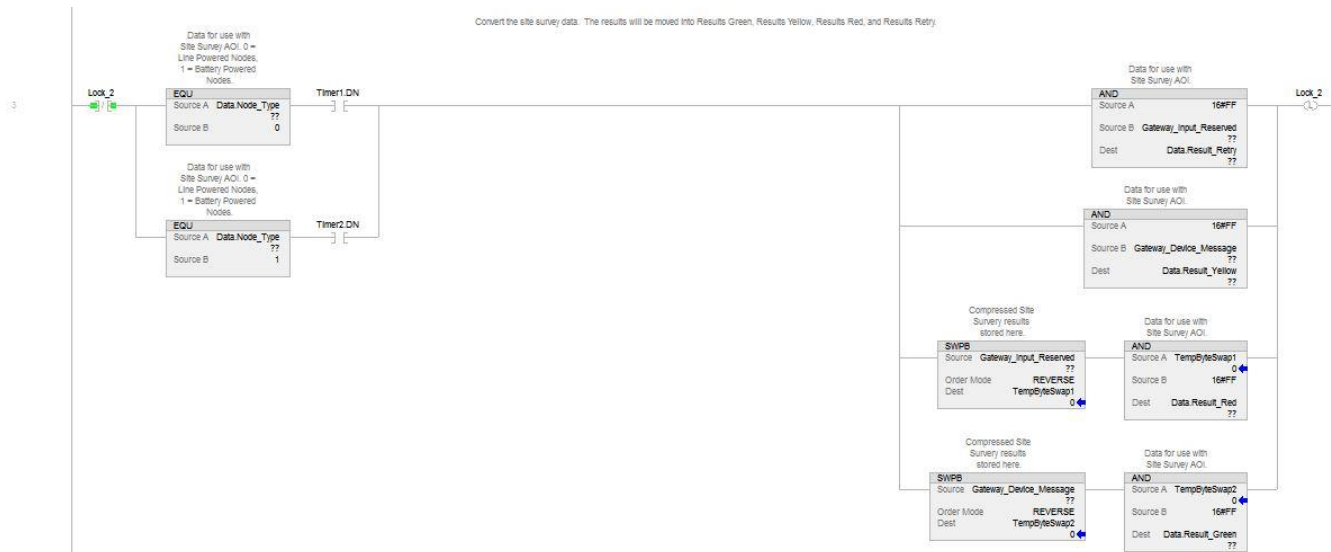 Convert the site survey data. The results will be moved into Results Green, Results Yellow, Results Red, and Results Retry.
3
Lock_2
Data for use with
Site Survey AOI. 0 =
Line Powered Nodes,
1 = Battery Powered
Nodes.
EQU
Source A Data.Node_Type
??
Source B 0
Timer1.DN
Data for use with
Site Survey AOI. 0 =
Line Powered Nodes,
1 = Battery Powered
Nodes.
EQU
Source A Data.Node_Type
??
Source B 1
Timer2.DN
Data for use with
Site Survey AOI.
AND
Source A 16#FF
Source B Gateway_Input_Reserved
??
Dest Data.Result_Retry
??
Lock_2
L
Data for use with
Site Survey AOI.
AND
Source A 16#FF
Source B Gateway_Device_Message
??
Dest Data.Result_Yellow
??
Compressed Site
Survery results
stored here.
SWPB
Source Gateway_Input_Reserved
??
Order Mode REVERSE
Dest TempByteSwap1
0
Data for use with
Site Survey AOI.
AND
Source A TempByteSwap1
0
Source B 16#FF
Dest Data.Result_Red
??
Compressed Site
Survery results
stored here.
SWPB
Source Gateway_Device_Message
??
Order Mode REVERSE
Dest TempByteSwap2
0
Data for use with
Site Survey AOI.
AND
Source A TempByteSwap2
0
Source B 16#FF
Dest Data.Result_Green
??